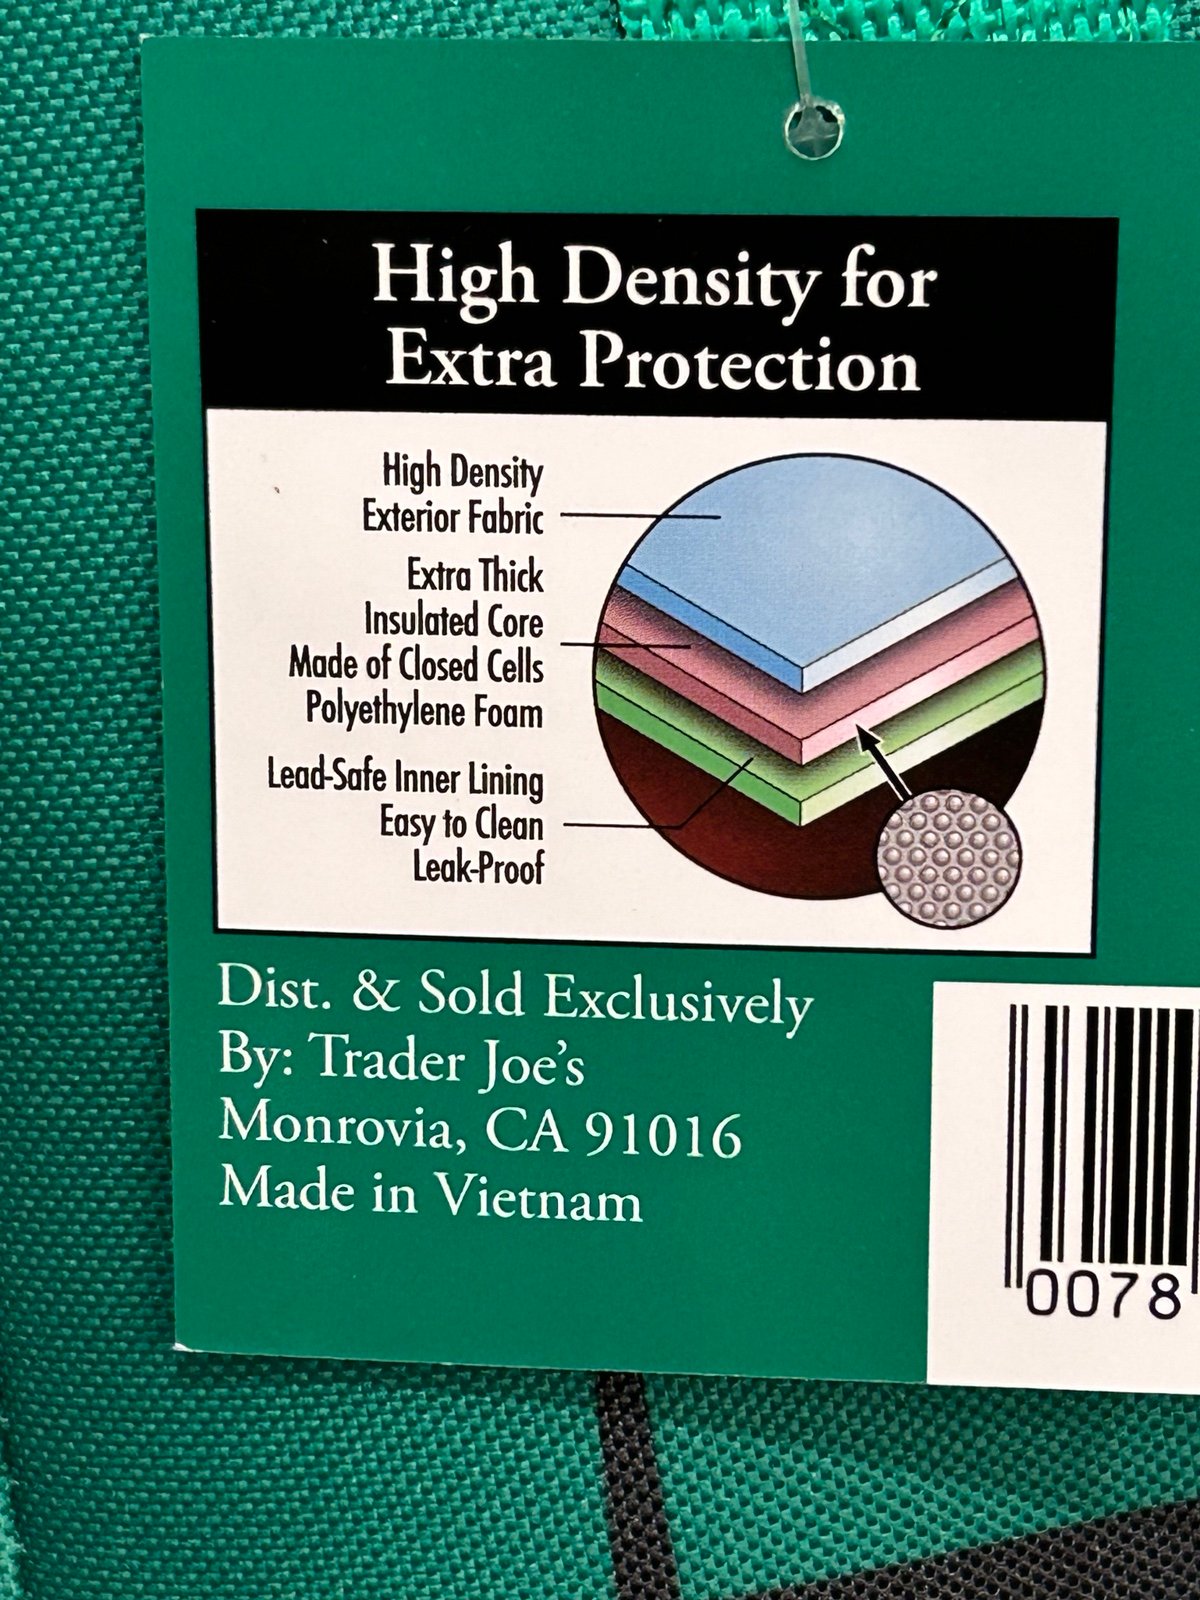 High Density for
Extra Protection
High Density
Exterior Fabric
Extra Thick
Insulated Core
Made of Closed Cells
Polyethylene Foam
Lead-Safe Inner Lining
Easy to Clean
Leak-Proof
Dist. & Sold Exclusively
By: Trader Joe's
Monrovia, CA 91016
Made in Vietnam
0078